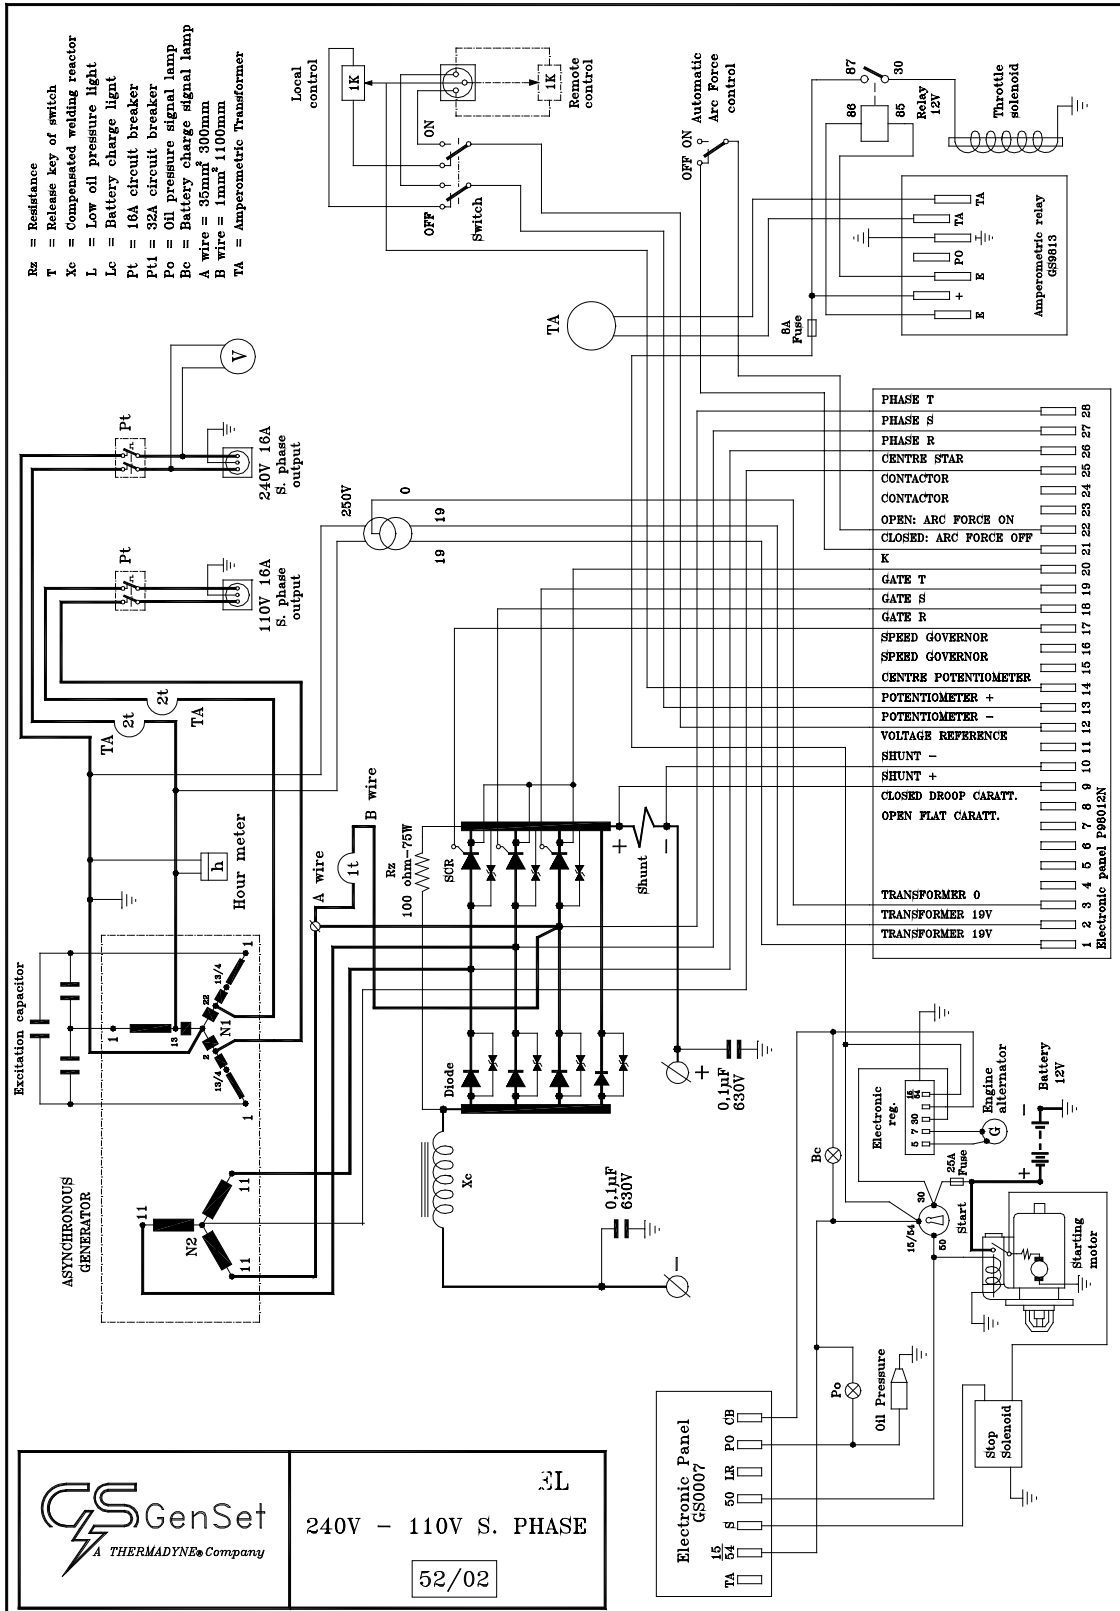 Rz = Resistance
T = Release key of switch
Xc = Compensated welding reactor
L = Low oil pressure light
Lc = Battery charge light
Pt = 16A circuit breaker
Pt1 = 32A circuit breaker
Po = Oil pressure signal lamp
Bc = Battery charge signal lamp
A wire = 35mm² 300mm
B wire = 1mm² 1100mm
TA = Amperometric Transformer
Local
control
1K
1K
Remote
control
ON
OFF
Switch
Automatic
Arc Force
control
OFF ON
87
30
86
85
Relay
12V
Throttle
solenoid
TA
TA
PO
E
+
E
Amperometric relay
GS9813
8A
Fuse
TA
V
Pt
240V 16A
S. phase
output
Pt
110V 16A
S. phase
output
250V
0
19
19
2t
TA
2t
TA
h
Hour meter
A wire
B wire
1t
Rz
100 ohm-75W
SCR
+
Shunt
-
Diode
Xc
+
0,1µF
630V
0,1µF
630V
-
Excitation capacitor
1
13
22
13/4
1
N1
2
13/4
1
ASYNCHRONOUS
GENERATOR
11
11
11
N2
PHASE T 28
PHASE S 27
PHASE R 26
CENTRE STAR 25
CONTACTOR 24
CONTACTOR 23
OPEN: ARC FORCE ON 22
CLOSED: ARC FORCE OFF 21
K 20
GATE T 19
GATE S 18
GATE R 17
SPEED GOVERNOR 16
SPEED GOVERNOR 15
CENTRE POTENTIOMETER 14
POTENTIOMETER + 13
POTENTIOMETER - 12
VOLTAGE REFERENCE 11
SHUNT - 10
SHUNT + 9
CLOSED DROOP CARATT. 8
OPEN FLAT CARATT. 7
6
5
4
TRANSFORMER 0 3
TRANSFORMER 19V 2
TRANSFORMER 19V 1
Electronic panel P98012N
Electronic
reg.
5 7 30 15/54
G
Engine
alternator
Bc
25A
Fuse
30
15/54
50
Start
+
-
Battery
12V
Starting
motor
Po
Oil Pressure
Stop
Solenoid
Electronic Panel
GS0007
TA 15/54 S 50 LR PO CB
GS GenSet
A THERMADYNE® Company
EL
240V - 110V S. PHASE
52/02